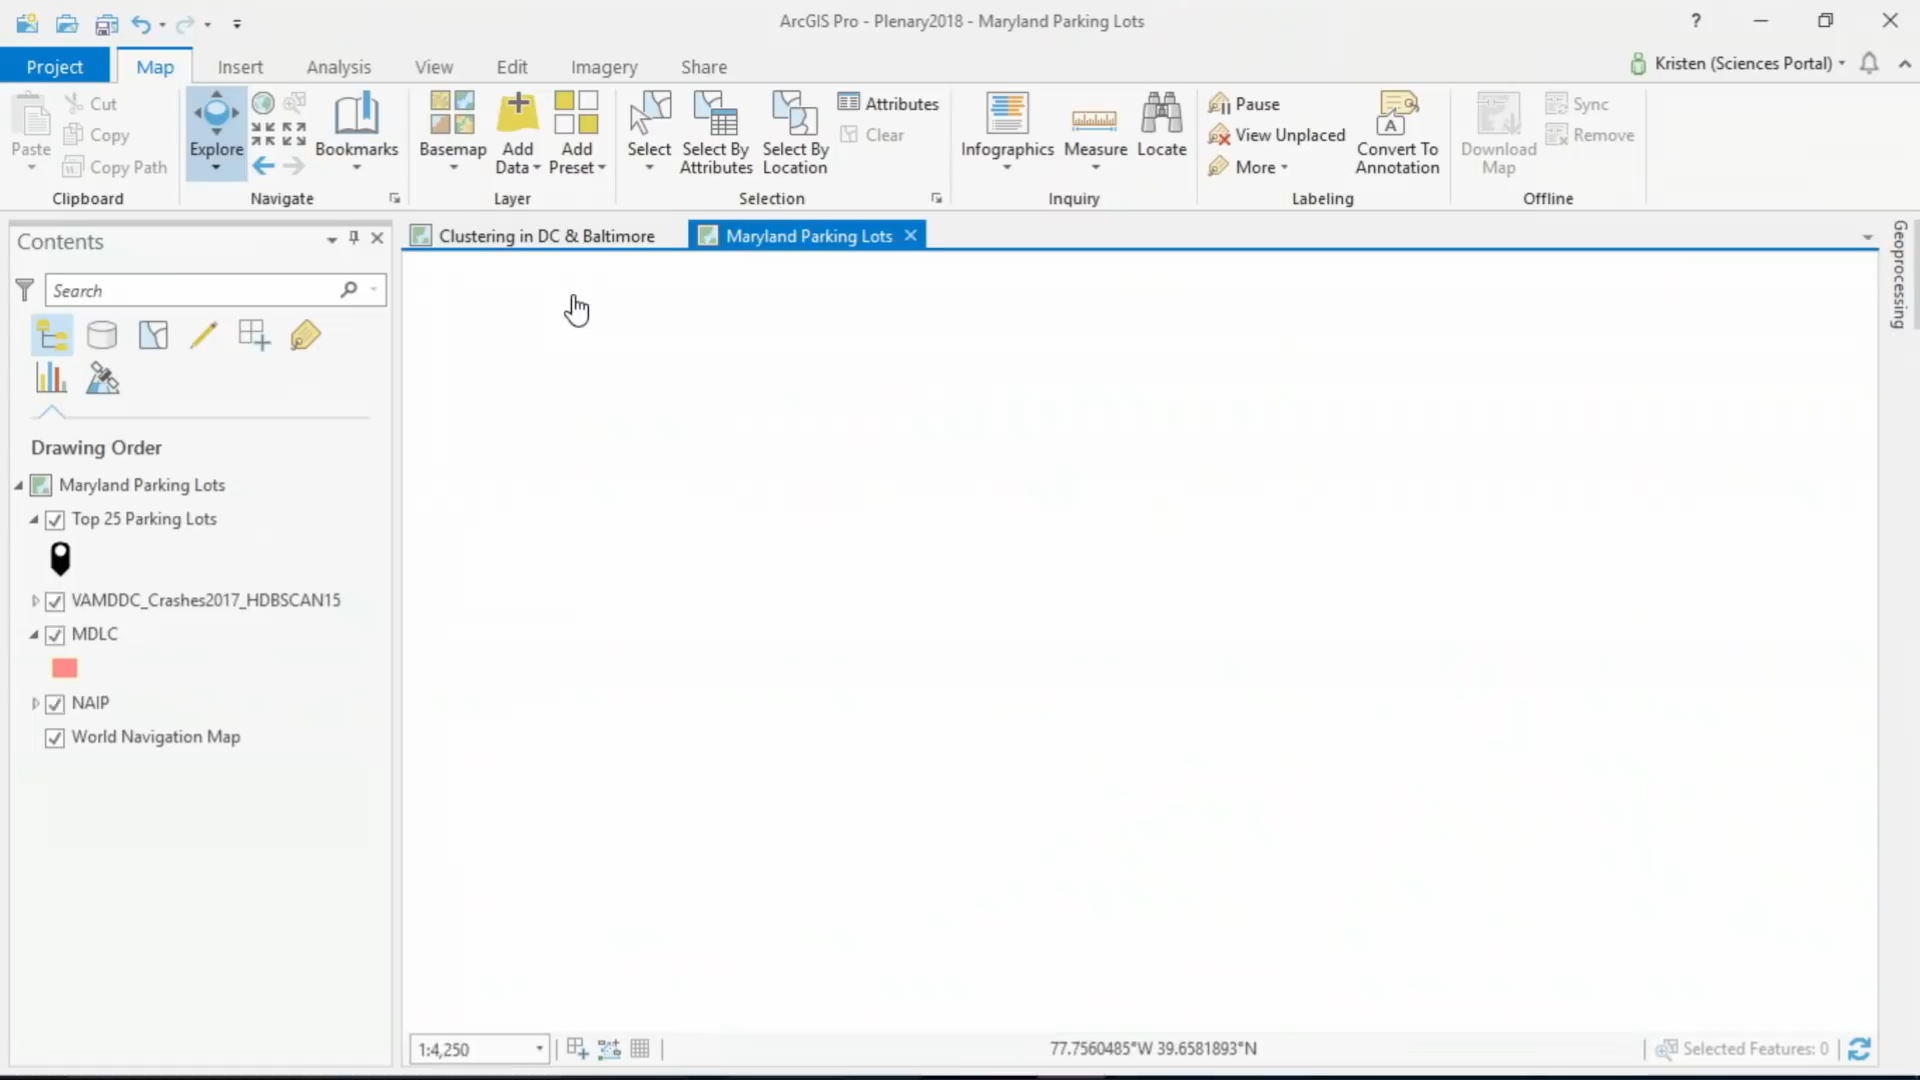 ArcGIS Pro - Plenary2018 - Maryland Parking Lots
?
Project Map Insert Analysis View Edit Imagery Share
Kristen (Sciences Portal)
Paste
Cut
Copy
Copy Path
Clipboard
Explore
Bookmarks
Navigate
Basemap
Add Data
Add Preset
Layer
Select
Select By Attributes
Select By Location
Attributes
Clear
Selection
Infographics
Measure
Locate
Inquiry
Pause
View Unplaced
More
A
Convert To Annotation
Labeling
Download Map
Sync
Remove
Offline
Contents
Search
Clustering in DC & Baltimore
Maryland Parking Lots
Geoprocessing
Drawing Order
Maryland Parking Lots
Top 25 Parking Lots
VAMDDC_Crashes2017_HDBSCAN15
MDLC
NAIP
World Navigation Map
1:4,250
77.7560485°W 39.6581893°N
Selected Features: 0